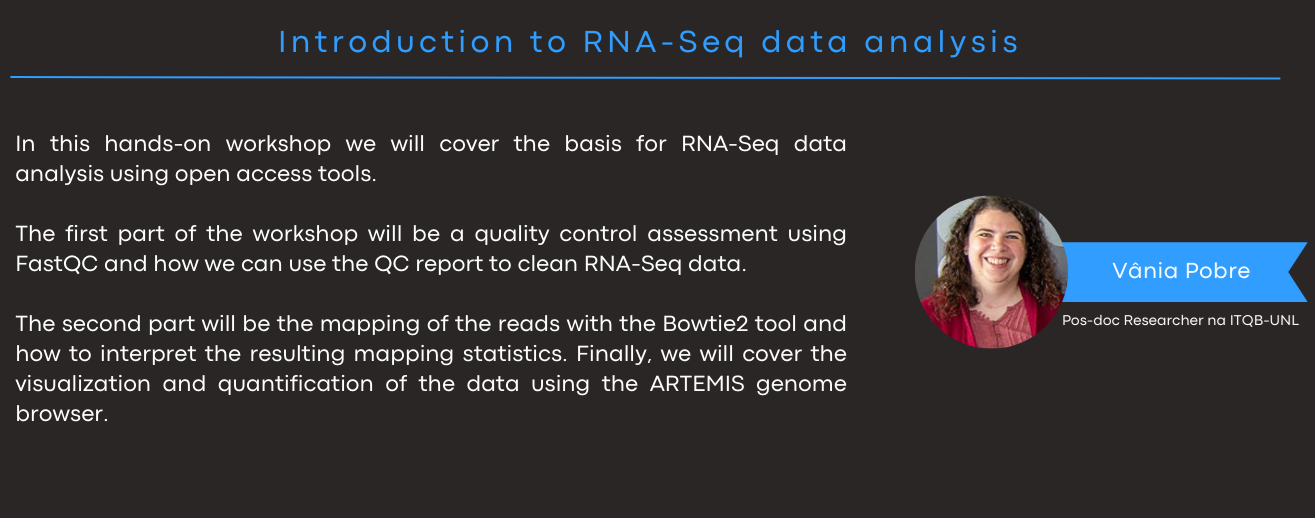 Introduction to RNA-Seq data analysis
In this hands-on workshop we will cover the basis for RNA-Seq data
analysis using open access tools.
The first part of the workshop will be a quality control assessment using
FastQC and how we can use the QC report to clean RNA-Seq data.
The second part will be the mapping of the reads with the Bowtie2 tool and
how to interpret the resulting mapping statistics. Finally, we will cover the
visualization and quantification of the data using the ARTEMIS genome
browser.
Vânia Pobre
Pos-doc Researcher na ITQB-UNL